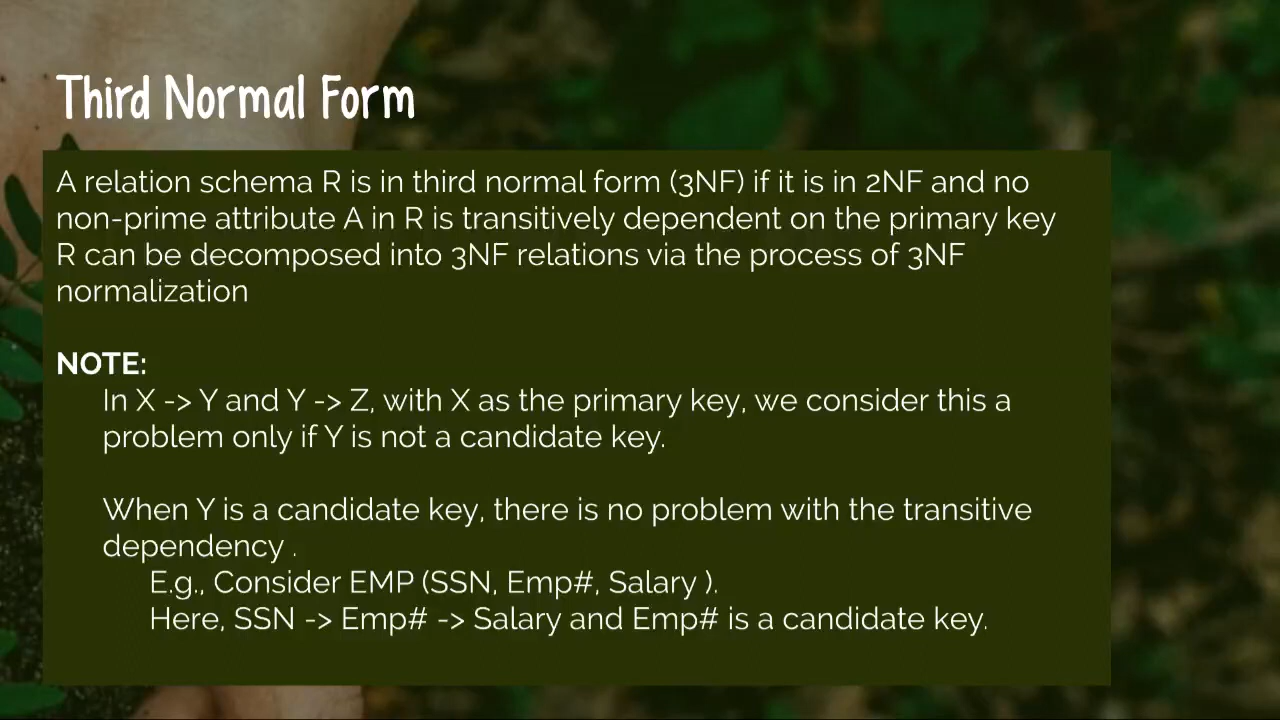 Third Normal Form
A relation schema R is in third normal form (3NF) if it is in 2NF and no
non-prime attribute A in R is transitively dependent on the primary key
R can be decomposed into 3NF relations via the process of 3NF
normalization
NOTE:
In X -> Y and Y -> Z, with X as the primary key, we consider this a
problem only if Y is not a candidate key.
When Y is a candidate key, there is no problem with the transitive
dependency .
E.g., Consider EMP (SSN, Emp#, Salary ).
Here, SSN -> Emp# -> Salary and Emp# is a candidate key.